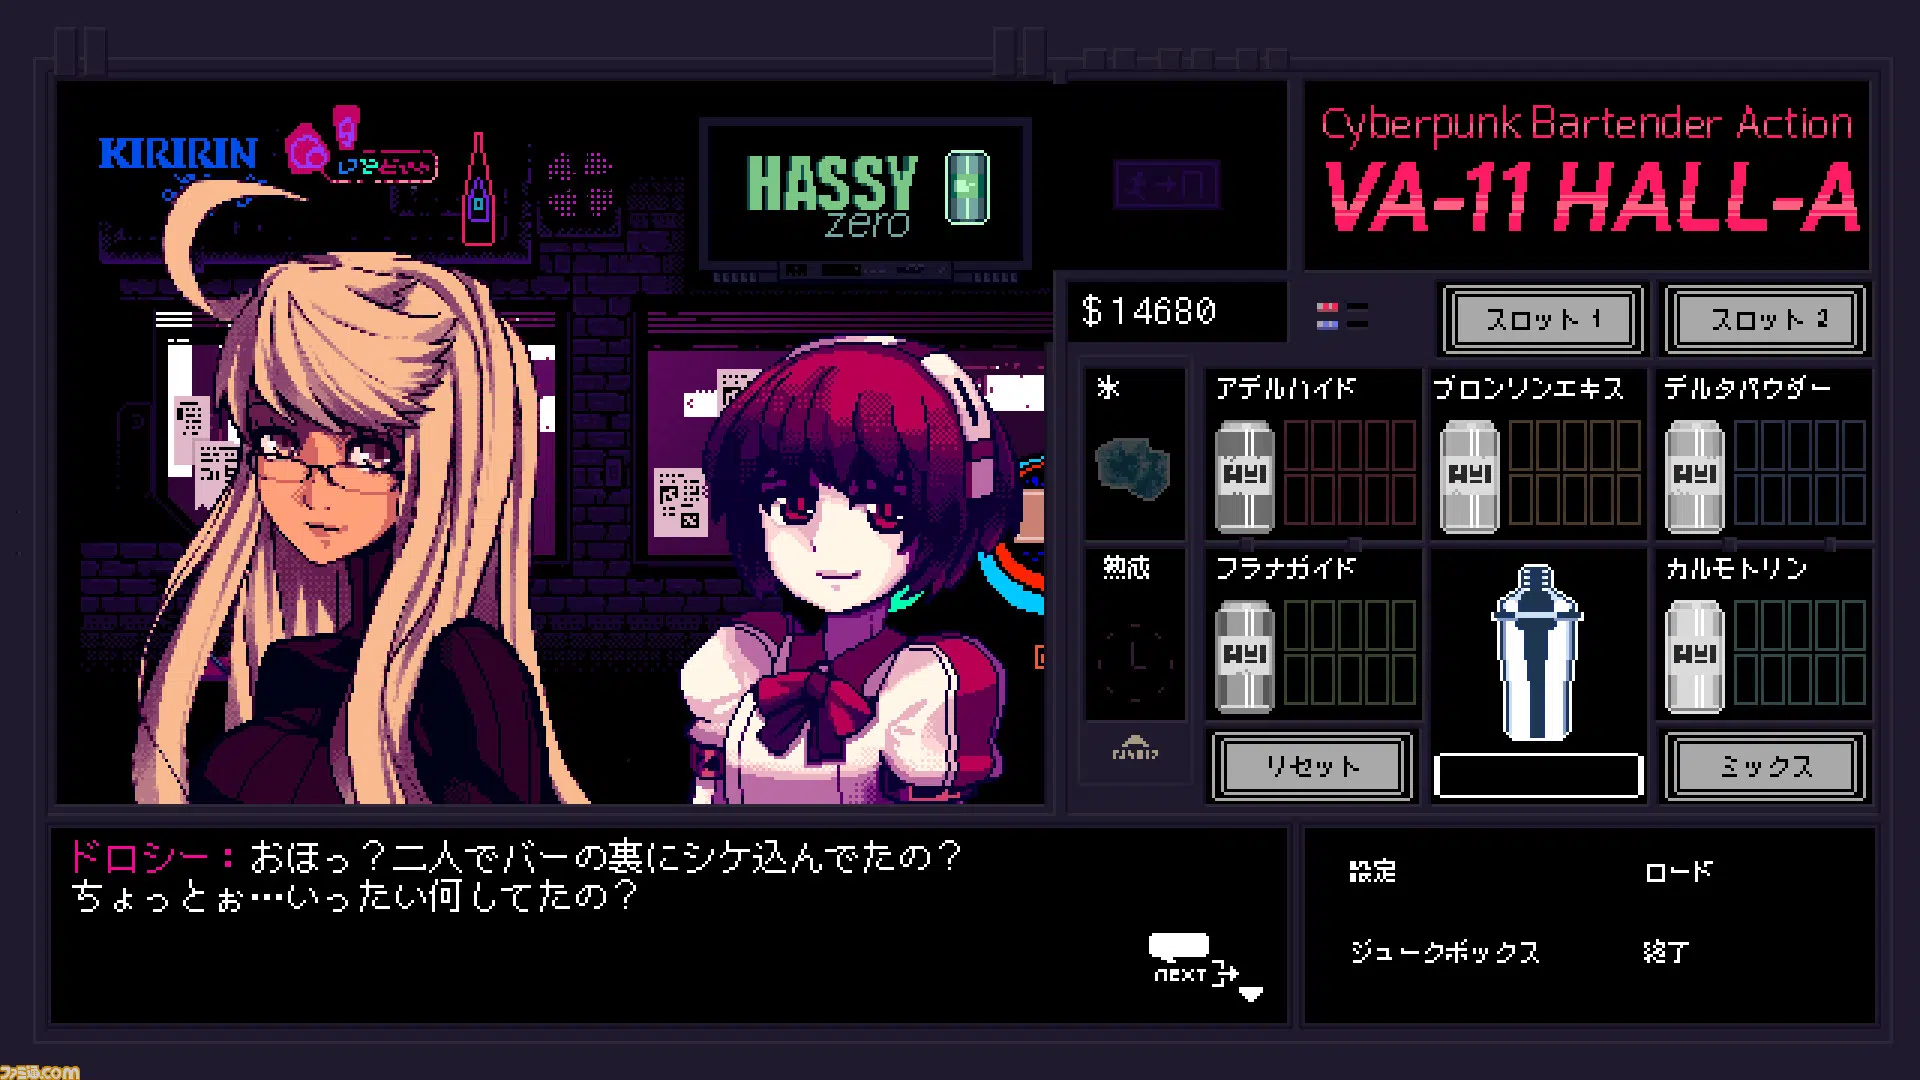 KIRIRIN
HASSY
zero
Cyberpunk Bartender Action
VA-11 HALL-A
$14680
スロット 1
スロット 2
氷
アデルハイド
ブロンソンエキス
デルタパウダー
熟成
フラナガイド
カルモトリン
リセット
ミックス
ドロシー：おほっ？二人でバーの裏にシケ込んでたの？
ちょっとぉ…いったい何してたの？
NEXT
設定
ロード
ジュークボックス
終了
ファミ通.com